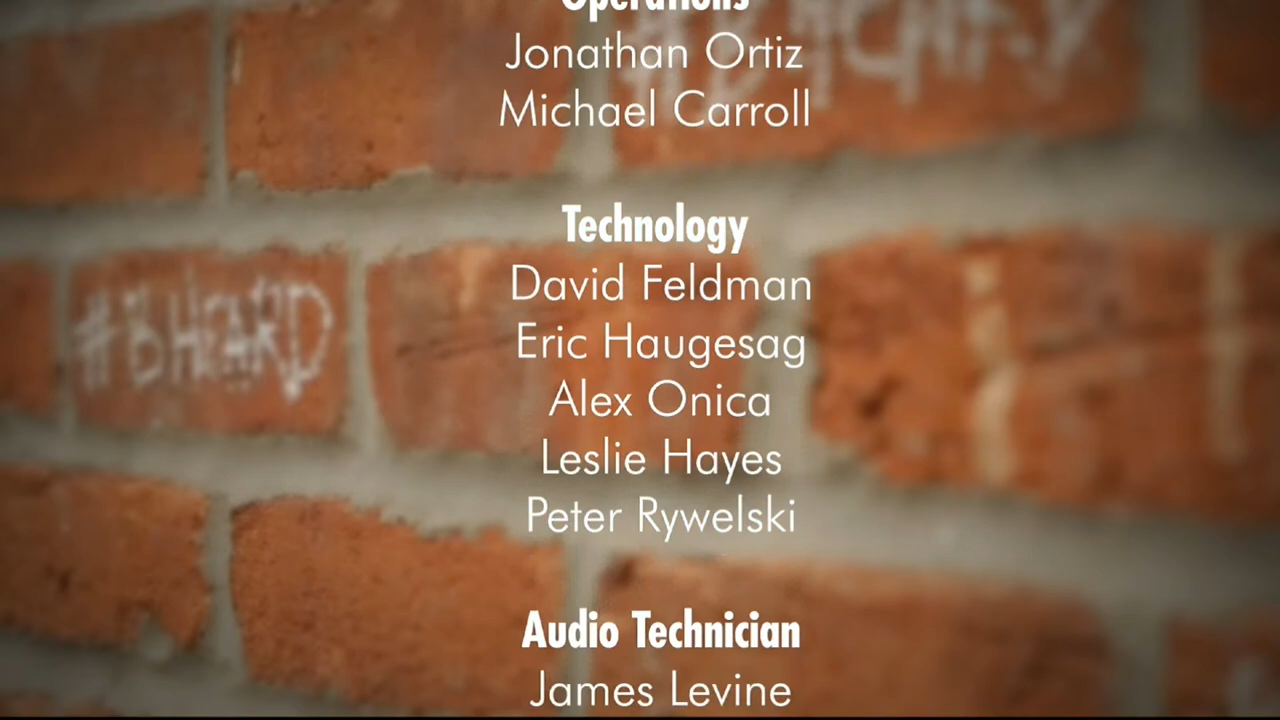 Operations
Jonathan Ortiz
Michael Carroll
Technology
David Feldman
#BHEARD
Eric Haugesag
Alex Onica
Leslie Hayes
Peter Rywelski
Audio Technician
James Levine